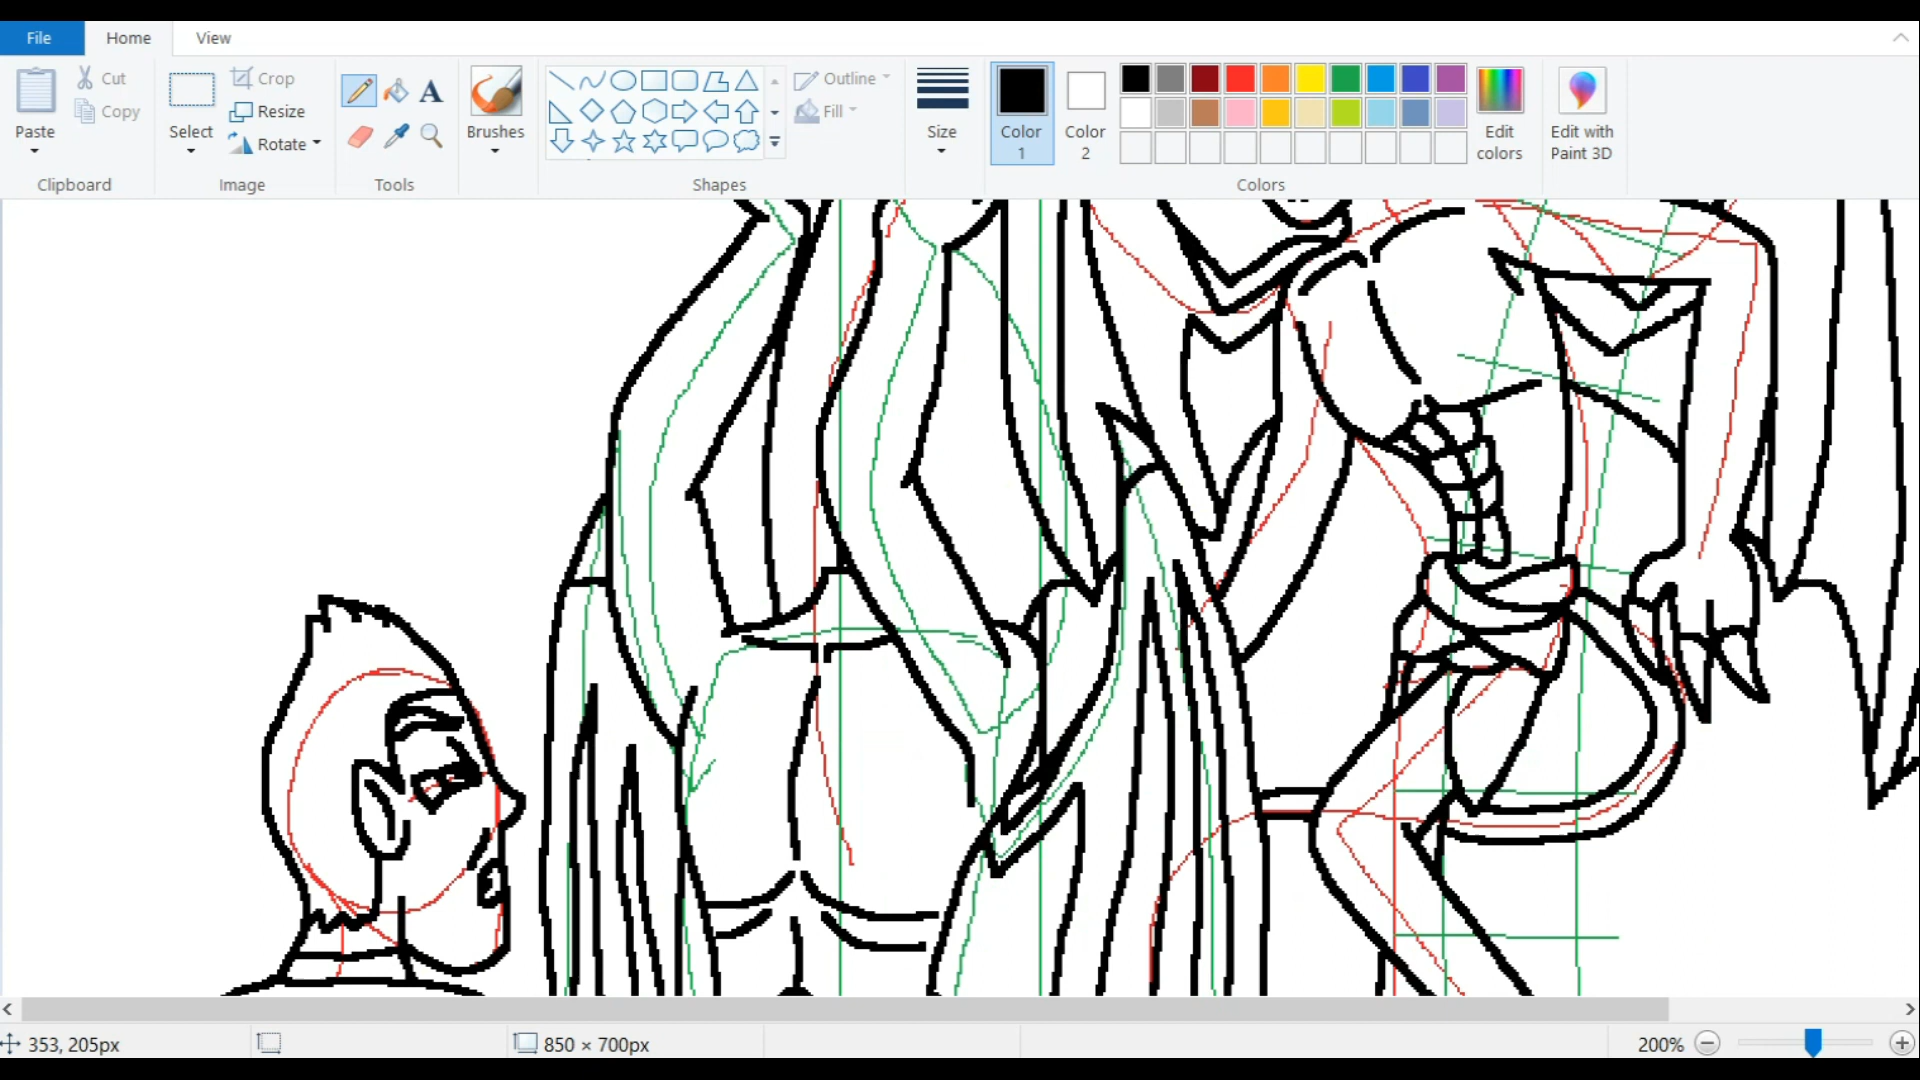 File Home View
Paste Cut Copy
Clipboard
Select Crop Resize Rotate
Image
A
Tools
Brushes
Outline Fill
Shapes
Size
Color 1 Color 2
Edit colors
Colors
Edit with Paint 3D
353, 205px 850 × 700px 200%